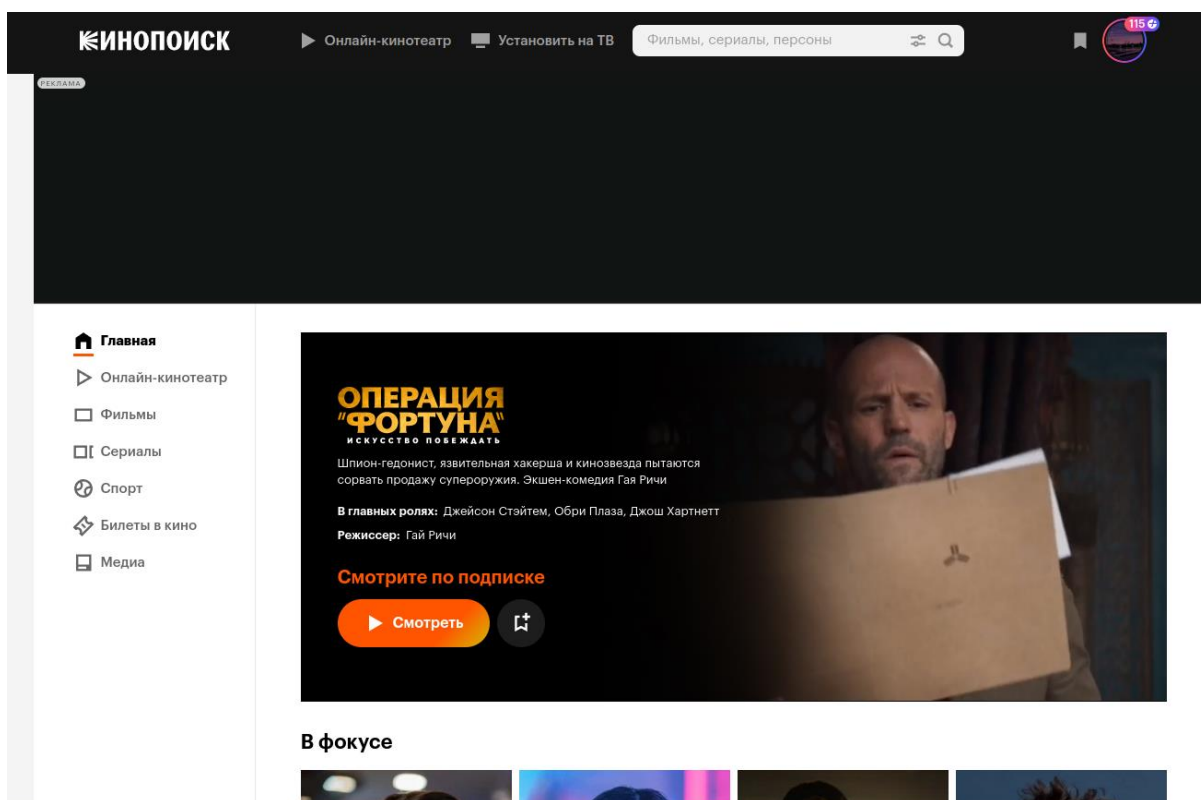 КИНОПОИСК
Онлайн-кинотеатр
Установить на ТВ
Фильмы, сериалы, персоны
115
РЕКЛАМА
Главная
Онлайн-кинотеатр
Фильмы
Сериалы
Спорт
Билеты в кино
Медиа
ОПЕРАЦИЯ
"ФОРТУНА"
ИСКУССТВО ПОБЕЖДАТЬ
Шпион-гедонист, язвительная хакерша и кинозвезда пытаются
сорвать продажу супероружия. Экшен-комедия Гая Ричи
В главных ролях: Джейсон Стэйтем, Обри Плаза, Джош Хартнетт
Режиссер: Гай Ричи
Смотрите по подписке
Смотреть
В фокусе